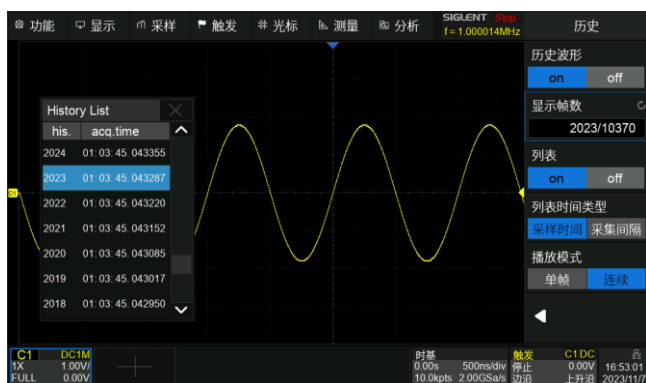 功能 显示 采样 触发 光标 测量 分析 SIGLENT Stop 历史
f = 1.000014MHz
历史波形
on off
显示帧数
2023/10370
列表
on off
列表时间类型
采样时间 采集间隔
播放模式
单帧 连续
History List
his. acq.time
2024 01: 03: 45. 043355
2023 01: 03: 45. 043287
2022 01: 03: 45. 043220
2021 01: 03: 45. 043152
2020 01: 03: 45. 043085
2019 01: 03: 45. 043017
2018 01: 03: 45. 042950
C1
C1 DC1M
1X 1.00V/
FULL 0.00V
时基
0.00s 500ns/div
10.0kpts 2.00GSa/s
触发 C1 DC
停止 0.00V
边沿 上升沿
16:53:01
2023/11/7